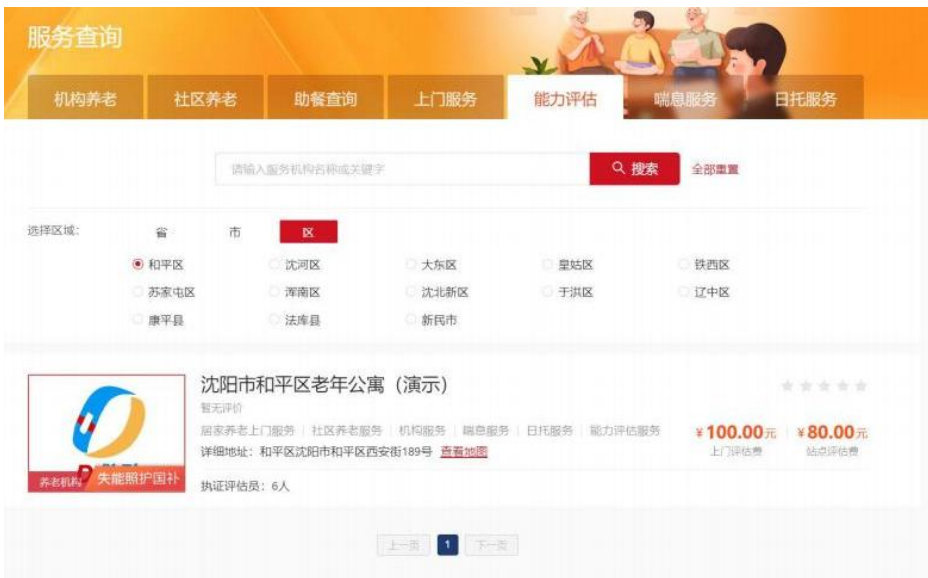 服务查询
机构养老 社区养老 助餐查询 上门服务 能力评估 喘息服务 日托服务
请输入服务机构名称或关键字 搜索 全部重置
选择区域: 省 市 区
和平区 沈河区 大东区 皇姑区 铁西区
苏家屯区 浑南区 沈北新区 于洪区 辽中区
康平县 法库县 新民市
沈阳市和平区老年公寓（演示）
暂无评价
居家养老上门服务 社区养老服务 机构服务 喘息服务 日托服务 能力评估服务 ¥100.00元 ¥80.00元
详细地址：和平区沈阳市和平区西安街189号 查看地图 上门评估费 站点评估费
养老机构 失能照护国补
执证评估员：6人
上一页 1 下一页